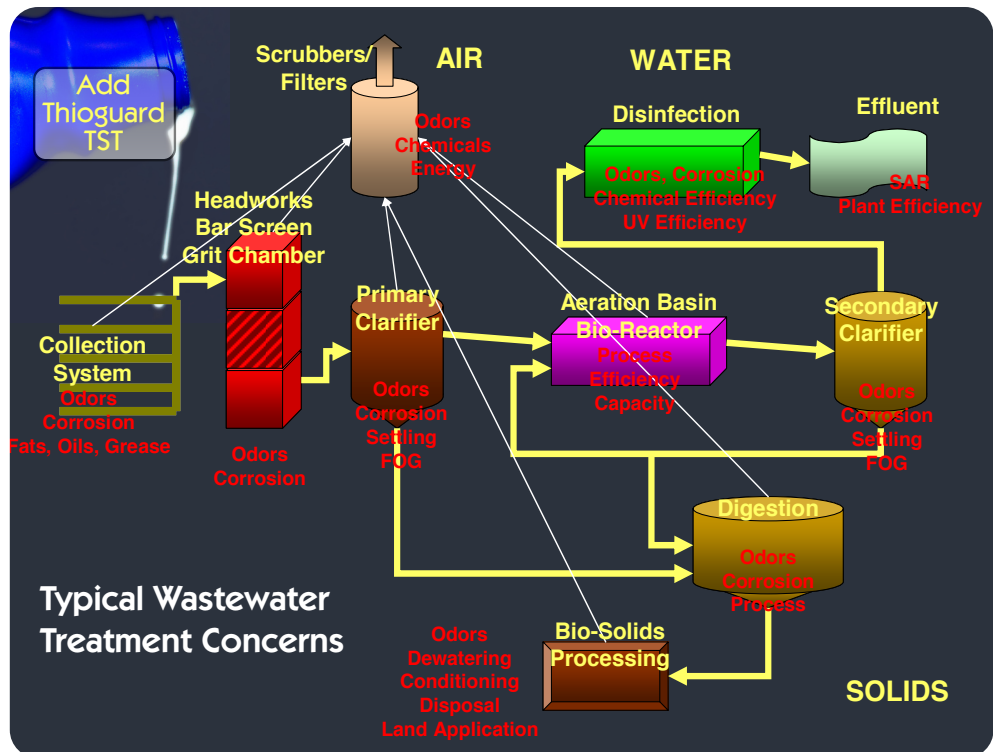 Add
Thioguard
TST
Scrubbers/
Filters
AIR
WATER
Odors
Chemicals
Energy
Disinfection
Odors, Corrosion
Chemical Efficiency
UV Efficiency
Effluent
SAR
Plant Efficiency
Headworks
Bar Screen
Grit Chamber
Odors
Corrosion
Collection
System
Odors
Corrosion
Fats, Oils, Grease
Primary
Clarifier
Odors
Corrosion
Settling
FOG
Aeration Basin
Bio-Reactor
Process
Efficiency
Capacity
Secondary
Clarifier
Odors
Corrosion
Settling
FOG
Digestion
Odors
Corrosion
Process
Typical Wastewater
Treatment Concerns
Bio-Solids
Processing
Odors
Dewatering
Conditioning
Disposal
Land Application
SOLIDS